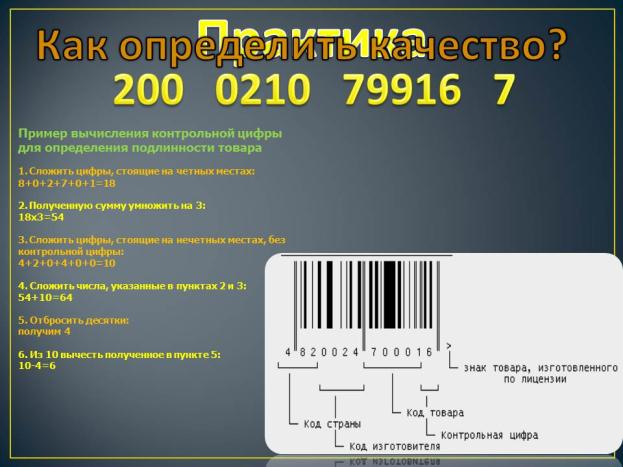 Практика
Как определить качество?
200 0210 79916 7
Пример вычисления контрольной цифры
для определения подлинности товара
1. Сложить цифры, стоящие на четных местах:
8+0+2+7+0+1=18
2. Полученную сумму умножить на 3:
18x3=54
3. Сложить цифры, стоящие на нечетных местах, без
контрольной цифры:
4+2+0+4+0+0=10
4. Сложить числа, указанные в пунктах 2 и 3:
54+10=64
5. Отбросить десятки:
получим 4
6. Из 10 вычесть полученное в пункте 5:
10-4=6
4 820024 700016 >
знак товара, изготовленного
по лицензии
Код товара
Код страны
Контрольная цифра
Код изготовителя